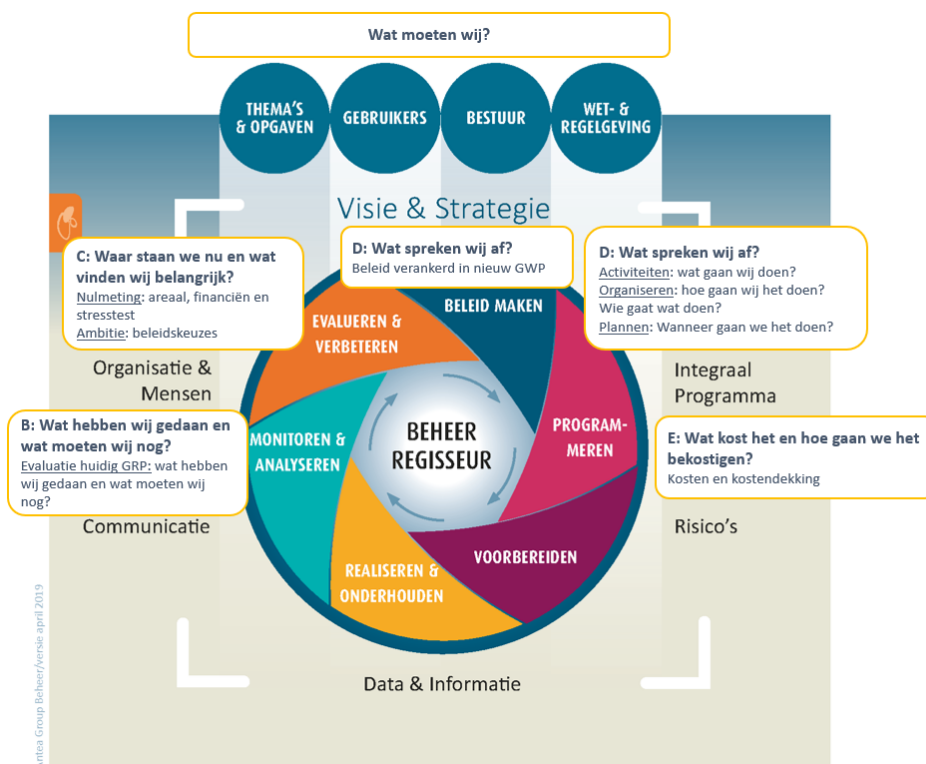 Wat moeten wij?
THEMA'S
& OPGAVEN
GEBRUIKERS
BESTUUR
WET- &
REGELGEVING
Visie & Strategie
C: Waar staan we nu en wat
vinden wij belangrijk?
Nulmeting: areaal, financiën en
stresstest
Ambitie: beleidskeuzes
D: Wat spreken wij af?
Beleid verankerd in nieuw GWP
D: Wat spreken wij af?
Activiteiten: wat gaan wij doen?
Organiseren: hoe gaan wij het doen?
Wie gaat wat doen?
Plannen: Wanneer gaan we het doen?
EVALUEREN &
VERBETEREN
BELEID MAKEN
Organisatie &
Mensen
Integraal
Programma
B: Wat hebben wij gedaan en
wat moeten wij nog?
Evaluatie huidig GRP: wat hebben
wij gedaan en wat moeten wij
nog?
MONITOREN &
ANALYSEREN
BEHEER
REGISSEUR
PROGRAM-
MEREN
E: Wat kost het en hoe gaan we het
bekostigen?
Kosten en kostendekking
Communicatie
Risico's
VOORBEREIDEN
REALISEREN &
ONDERHOUDEN
Data & Informatie
Group Beheer/versie april 2019